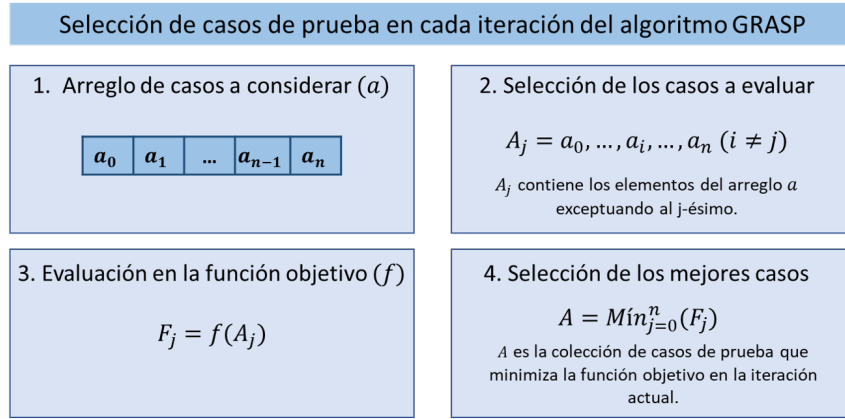 Selección de casos de prueba en cada iteración del algoritmo GRASP
1. Arreglo de casos a considerar (a)
a₀ a₁ ... aₙ₋₁ aₙ
2. Selección de los casos a evaluar
Aⱼ = a₀, ..., aᵢ, ..., aₙ (i ≠ j)
Aⱼ contiene los elementos del arreglo a
exceptuando al j-ésimo.
3. Evaluación en la función objetivo (f)
Fⱼ = f(Aⱼ)
4. Selección de los mejores casos
A = Mínⁿⱼ₌₀(Fⱼ)
A es la colección de casos de prueba que
minimiza la función objetivo en la iteración
actual.